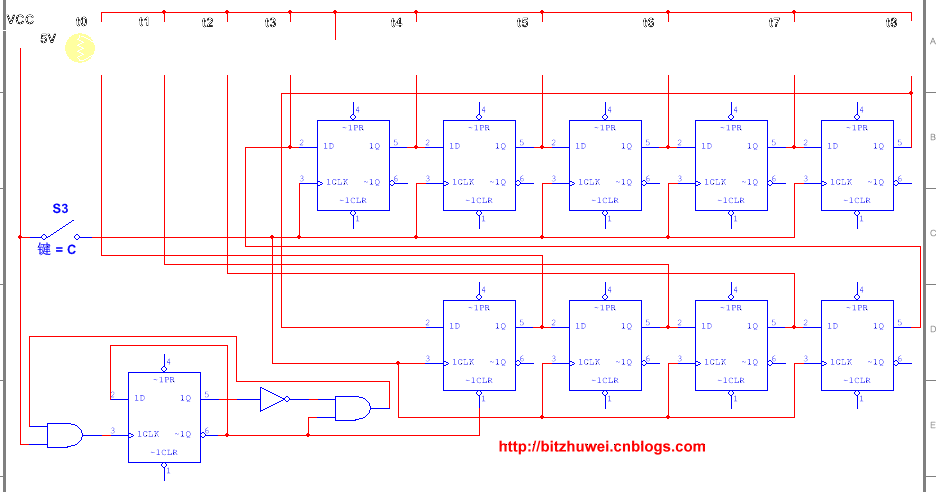 VCC t0 t1 t2 t3 t4 t5 t6 t7 t8
5V
A
4 4 4 4 4
~1PR ~1PR ~1PR ~1PR ~1PR
B
2 1D 1Q 5 2 1D 1Q 5 2 1D 1Q 5 2 1D 1Q 5 2 1D 1Q 5
3 1CLK ~1Q 6 3 1CLK ~1Q 6 3 1CLK ~1Q 6 3 1CLK ~1Q 6 3 1CLK ~1Q 6
~1CLR ~1CLR ~1CLR ~1CLR ~1CLR
S3 1 1 1 1 1
C
键 = C
4 4 4 4
~1PR ~1PR ~1PR ~1PR
2 1D 1Q 5 2 1D 1Q 5 2 1D 1Q 5 2 1D 1Q 5
D
3 1CLK ~1Q 6 3 1CLK ~1Q 6 3 1CLK ~1Q 6 3 1CLK ~1Q 6
4
~1PR ~1CLR ~1CLR ~1CLR ~1CLR
2 1D 1Q 5 1 1 1 1
E
3 1CLK ~1Q 6
http://bitzhuwei.cnblogs.com
~1CLR
1